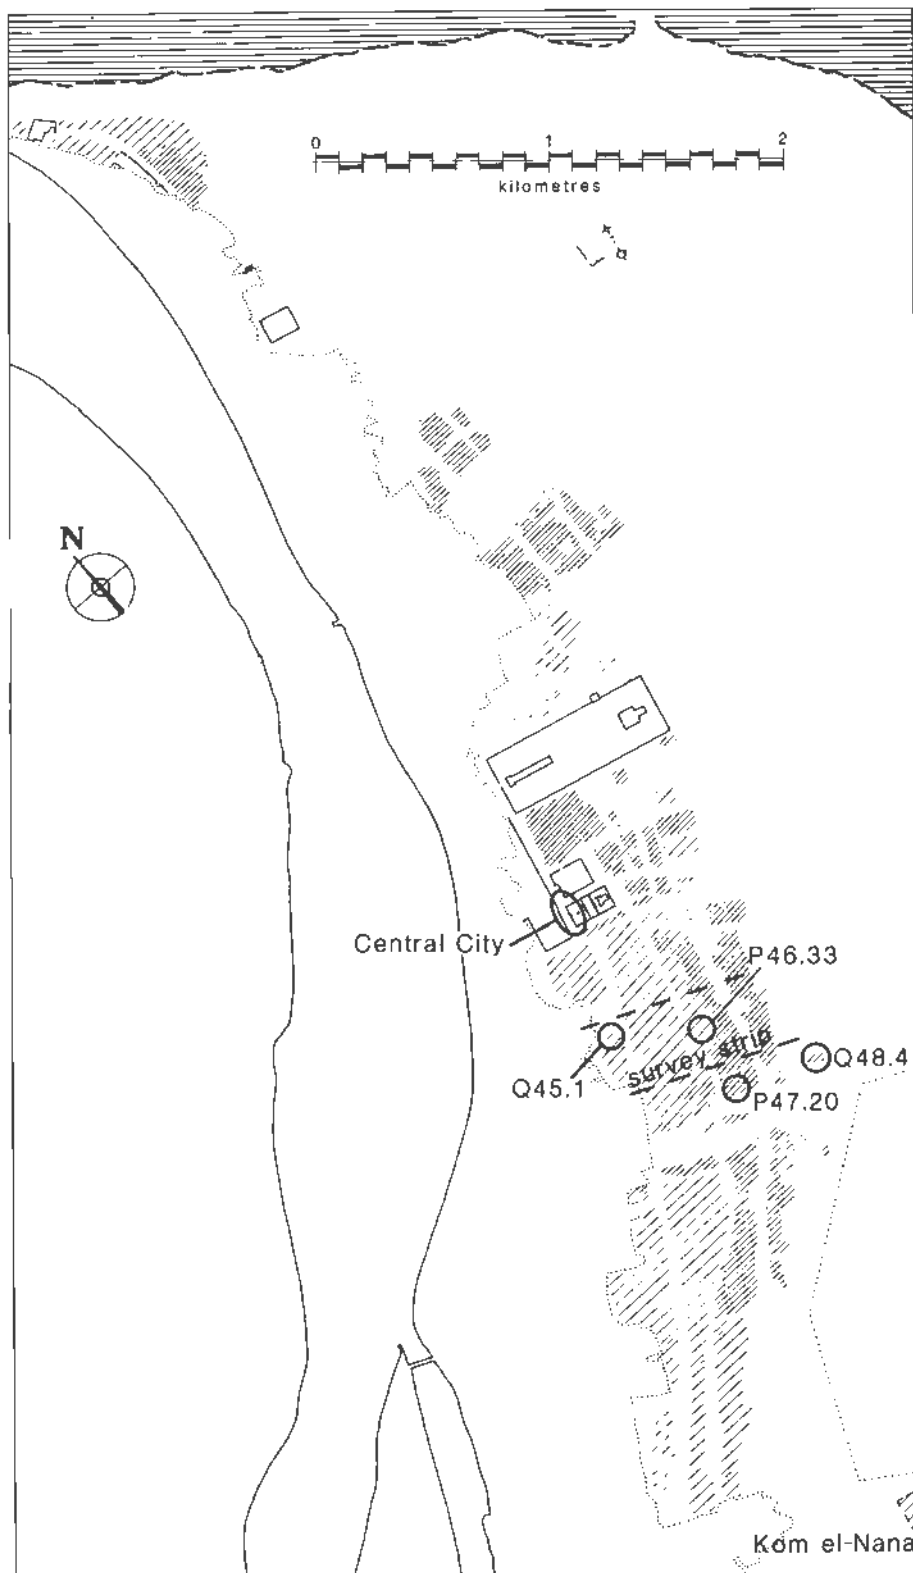 0 1 2
kilometres
N
Central City
P46.33
survey strip
Q48.4
Q45.1
P47.20
Kom el-Nana